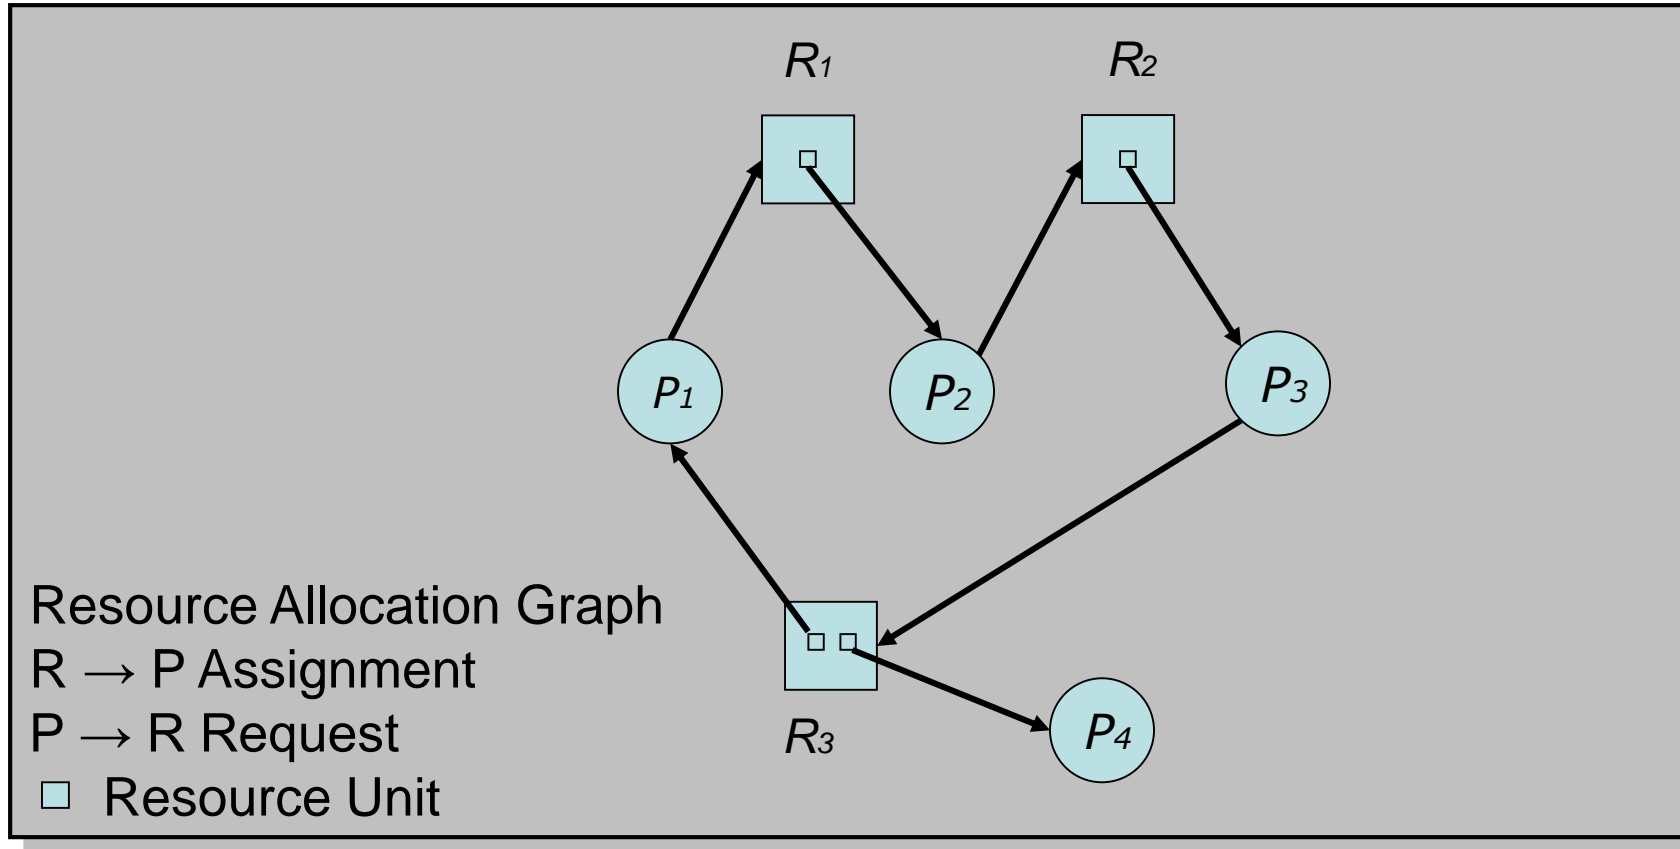 R1 R2
P1 P2 P3
Resource Allocation Graph
R → P Assignment
P → R Request
R3 P4
Resource Unit